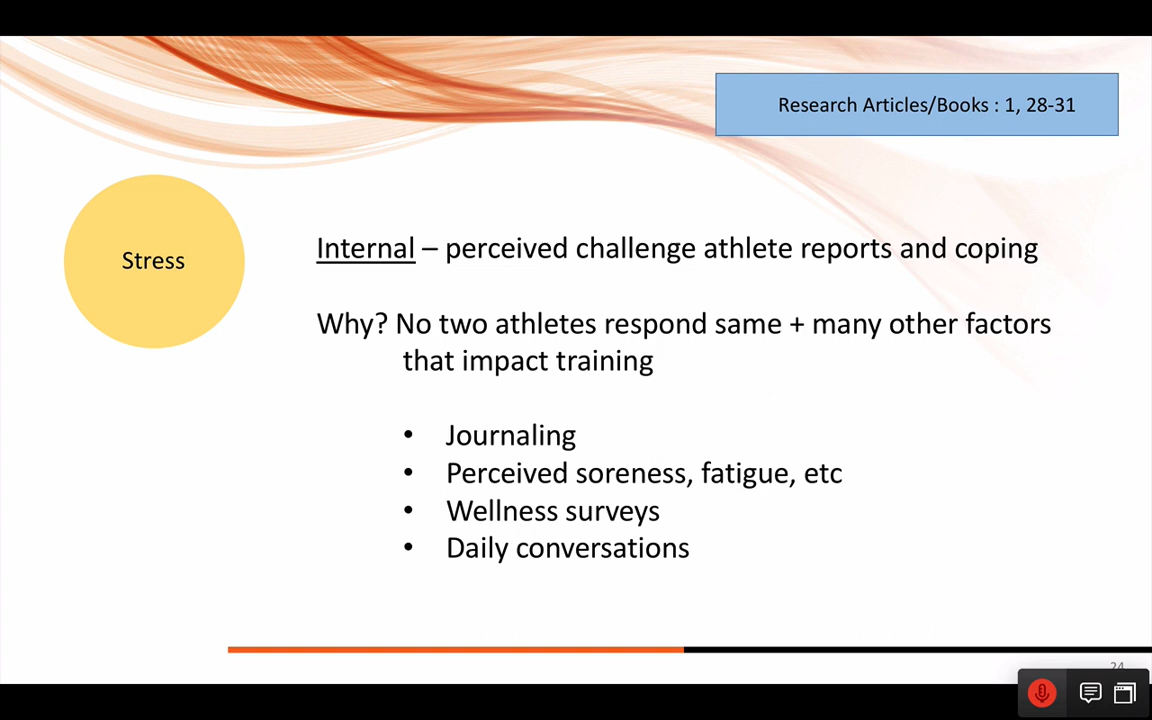 Research Articles/Books : 1, 28-31
Stress
Internal – perceived challenge athlete reports and coping
Why? No two athletes respond same + many other factors
that impact training
• Journaling
• Perceived soreness, fatigue, etc
• Wellness surveys
• Daily conversations
24